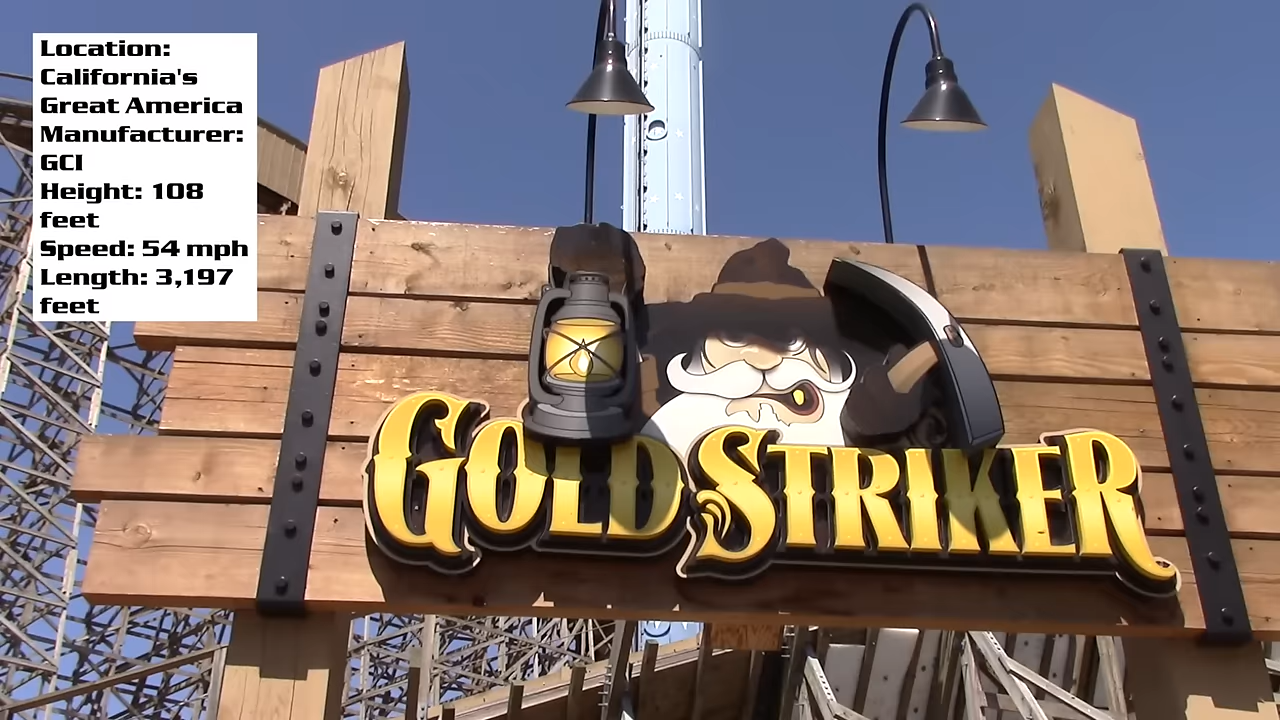 Location:
California's
Great America
Manufacturer:
GCI
Height: 108
feet
Speed: 54 mph
Length: 3,197
feet
GOLD STRIKER